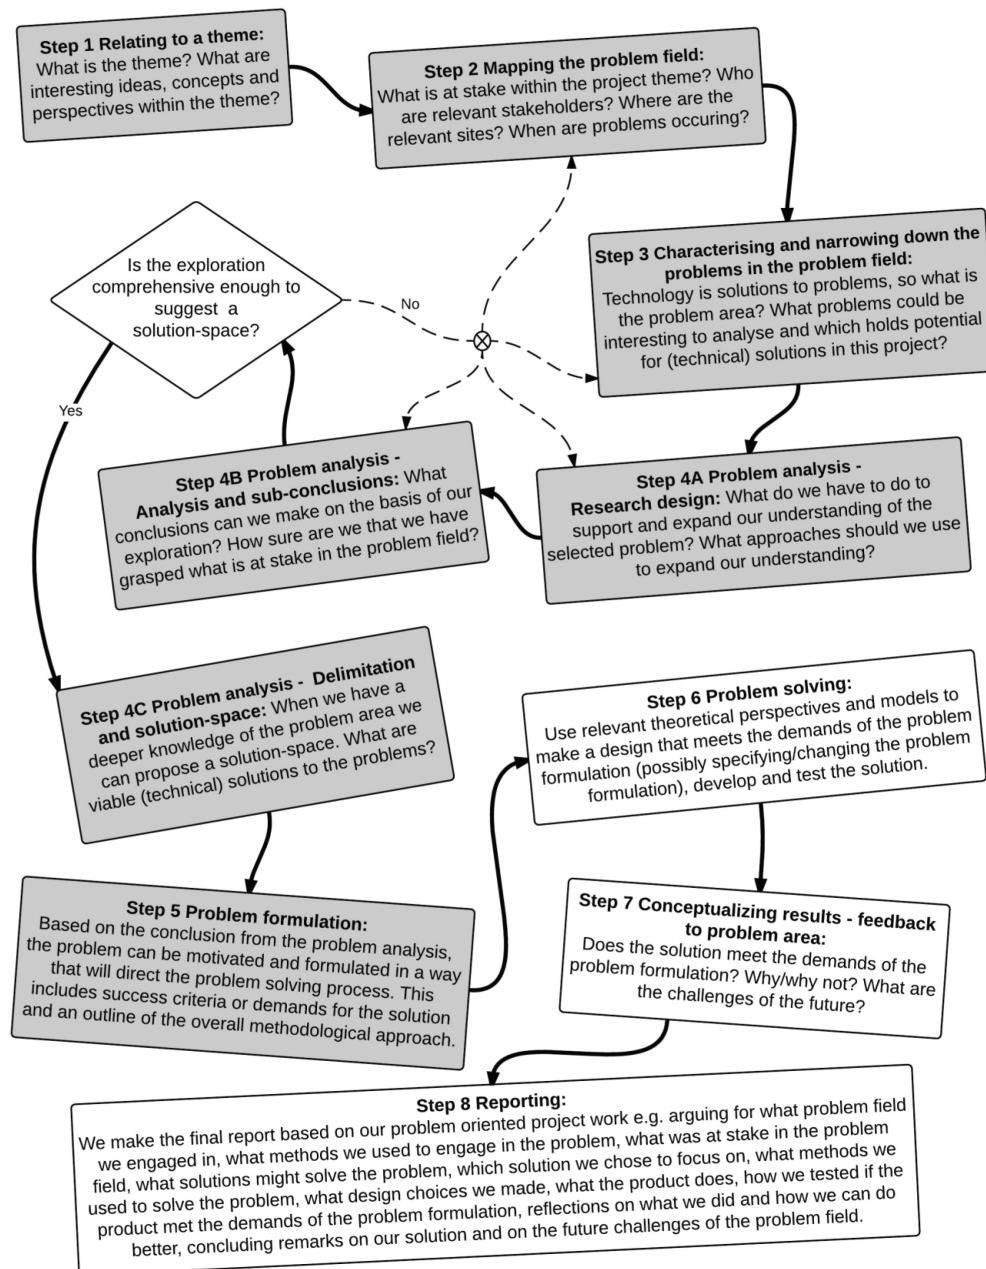 Step 1 Relating to a theme:
What is the theme? What are
interesting ideas, concepts and
perspectives within the theme?
Step 2 Mapping the problem field:
What is at stake within the project theme? Who
are relevant stakeholders? Where are the
relevant sites? When are problems occuring?
Step 3 Characterising and narrowing down the
problems in the problem field:
Technology is solutions to problems, so what is
the problem area? What problems could be
interesting to analyse and which holds potential
for (technical) solutions in this project?
Is the exploration
comprehensive enough to
suggest a
solution-space?
No
Yes
Step 4A Problem analysis -
Research design: What do we have to do to
support and expand our understanding of the
selected problem? What approaches should we use
to expand our understanding?
Step 4B Problem analysis -
Analysis and sub-conclusions: What
conclusions can we make on the basis of our
exploration? How sure are we that we have
grasped what is at stake in the problem field?
Step 4C Problem analysis - Delimitation
and solution-space: When we have a
deeper knowledge of the problem area we
can propose a solution-space. What are
viable (technical) solutions to the problems?
Step 5 Problem formulation:
Based on the conclusion from the problem analysis,
the problem can be motivated and formulated in a way
that will direct the problem solving process. This
includes success criteria or demands for the solution
and an outline of the overall methodological approach.
Step 6 Problem solving:
Use relevant theoretical perspectives and models to
make a design that meets the demands of the problem
formulation (possibly specifying/changing the problem
formulation), develop and test the solution.
Step 7 Conceptualizing results - feedback
to problem area:
Does the solution meet the demands of the
problem formulation? Why/why not? What are
the challenges of the future?
Step 8 Reporting:
We make the final report based on our problem oriented project work e.g. arguing for what problem field
we engaged in, what methods we used to engage in the problem, what was at stake in the problem
field, what solutions might solve the problem, which solution we chose to focus on, what methods we
used to solve the problem, what design choices we made, what the product does, how we tested if the
product met the demands of the problem formulation, reflections on what we did and how we can do
better, concluding remarks on our solution and on the future challenges of the problem field.